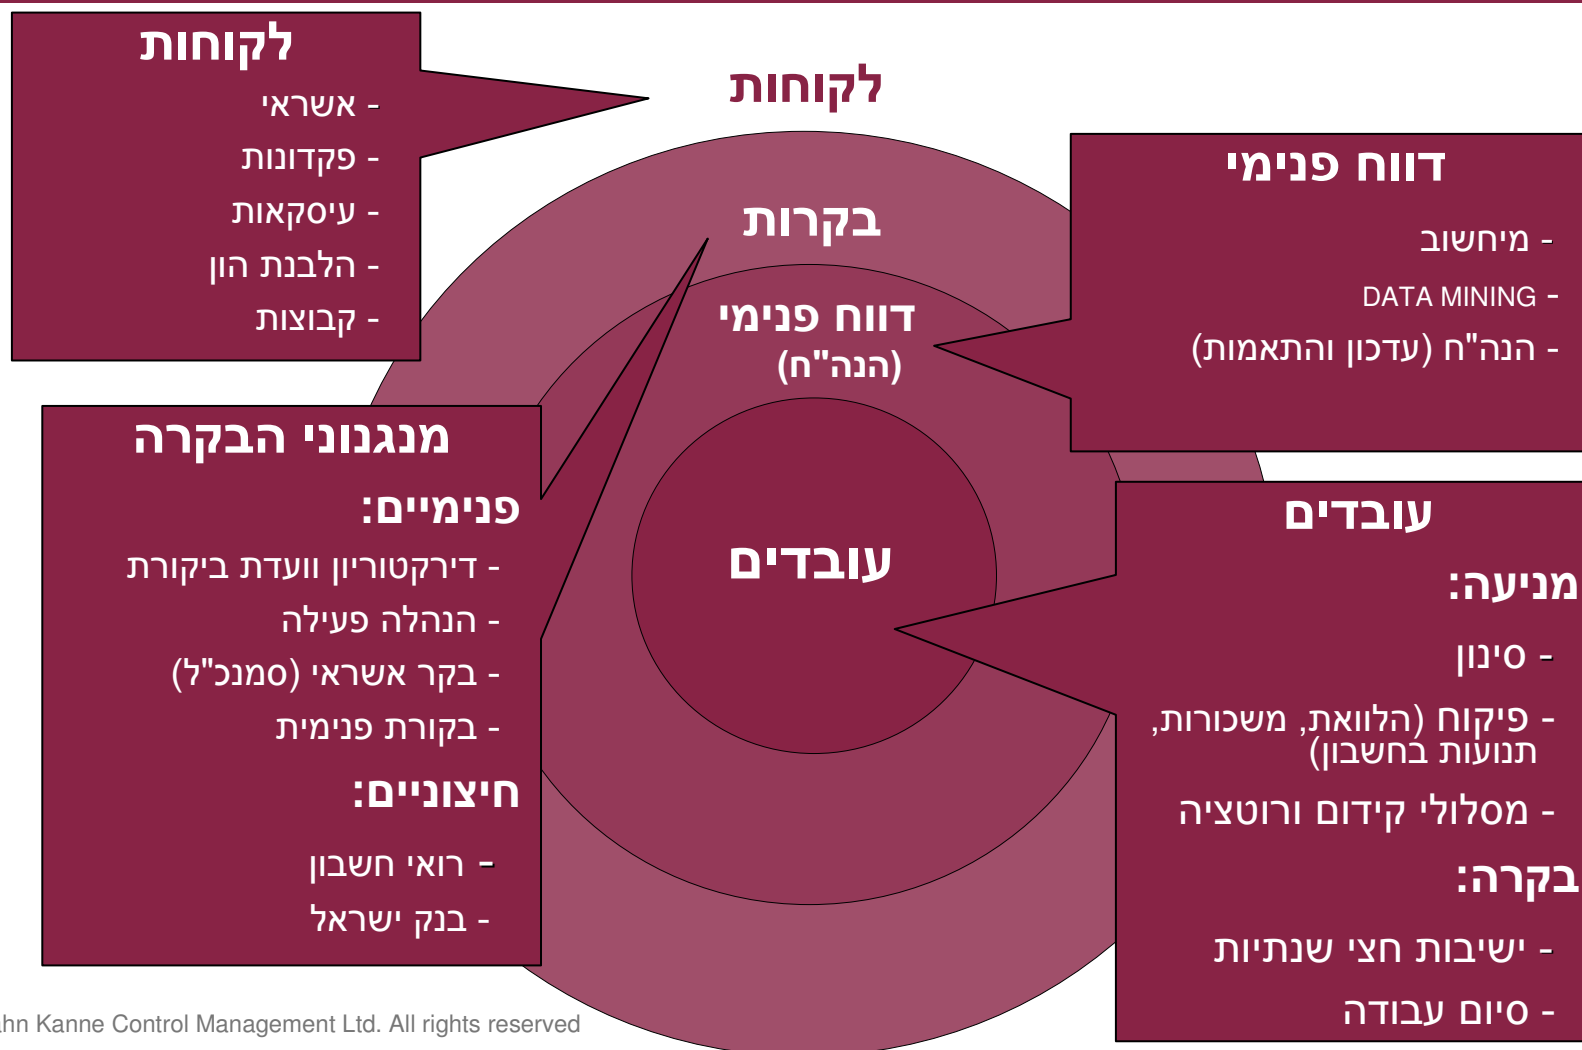 לקוחות
- אשראי
- פקדונות
- עיסקאות
- הלבנת הון
- קבוצות
לקוחות
בקרות
דווח פנימי
(הנה"ח)
עובדים
דווח פנימי
- מיחשוב
- DATA MINING
- הנה"ח (עדכון והתאמות)
מנגנוני הבקרה
פנימיים:
- דירקטוריון וועדת ביקורת
- הנהלה פעילה
- בקר אשראי (סמנכ"ל)
- בקורת פנימית
חיצוניים:
- רואי חשבון
- בנק ישראל
עובדים
מניעה:
- סינון
- פיקוח (הלוואת, משכורות,
תנועות בחשבון)
- מסלולי קידום ורוטציה
בקרה:
- ישיבות חצי שנתיות
- סיום עבודה
ahn Kanne Control Management Ltd. All rights reserved